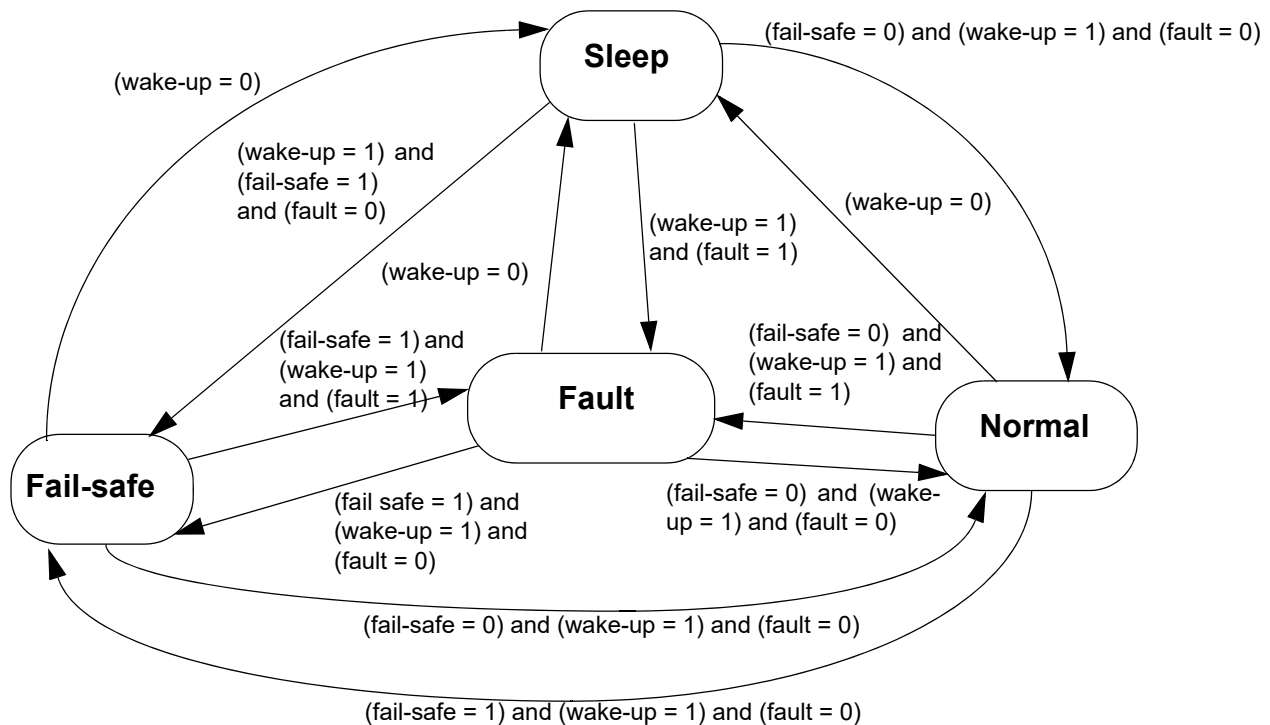 Sleep
(fail-safe = 0) and (wake-up = 1) and (fault = 0)
(wake-up = 0)
(wake-up = 1) and
(fail-safe = 1)
and (fault = 0)
(wake-up = 0)
(wake-up = 1)
and (fault = 1)
(wake-up = 0)
(fail-safe = 1) and
(wake-up = 1)
and (fault = 1)
(fail-safe = 0) and
(wake-up = 1) and
(fault = 1)
Fault
Normal
Fail-safe
(fail safe = 1) and
(wake-up = 1) and
(fault = 0)
(fail-safe = 0) and (wake-
up = 1) and (fault = 0)
(fail-safe = 0) and (wake-up = 1) and (fault = 0)
(fail-safe = 1) and (wake-up = 1) and (fault = 0)